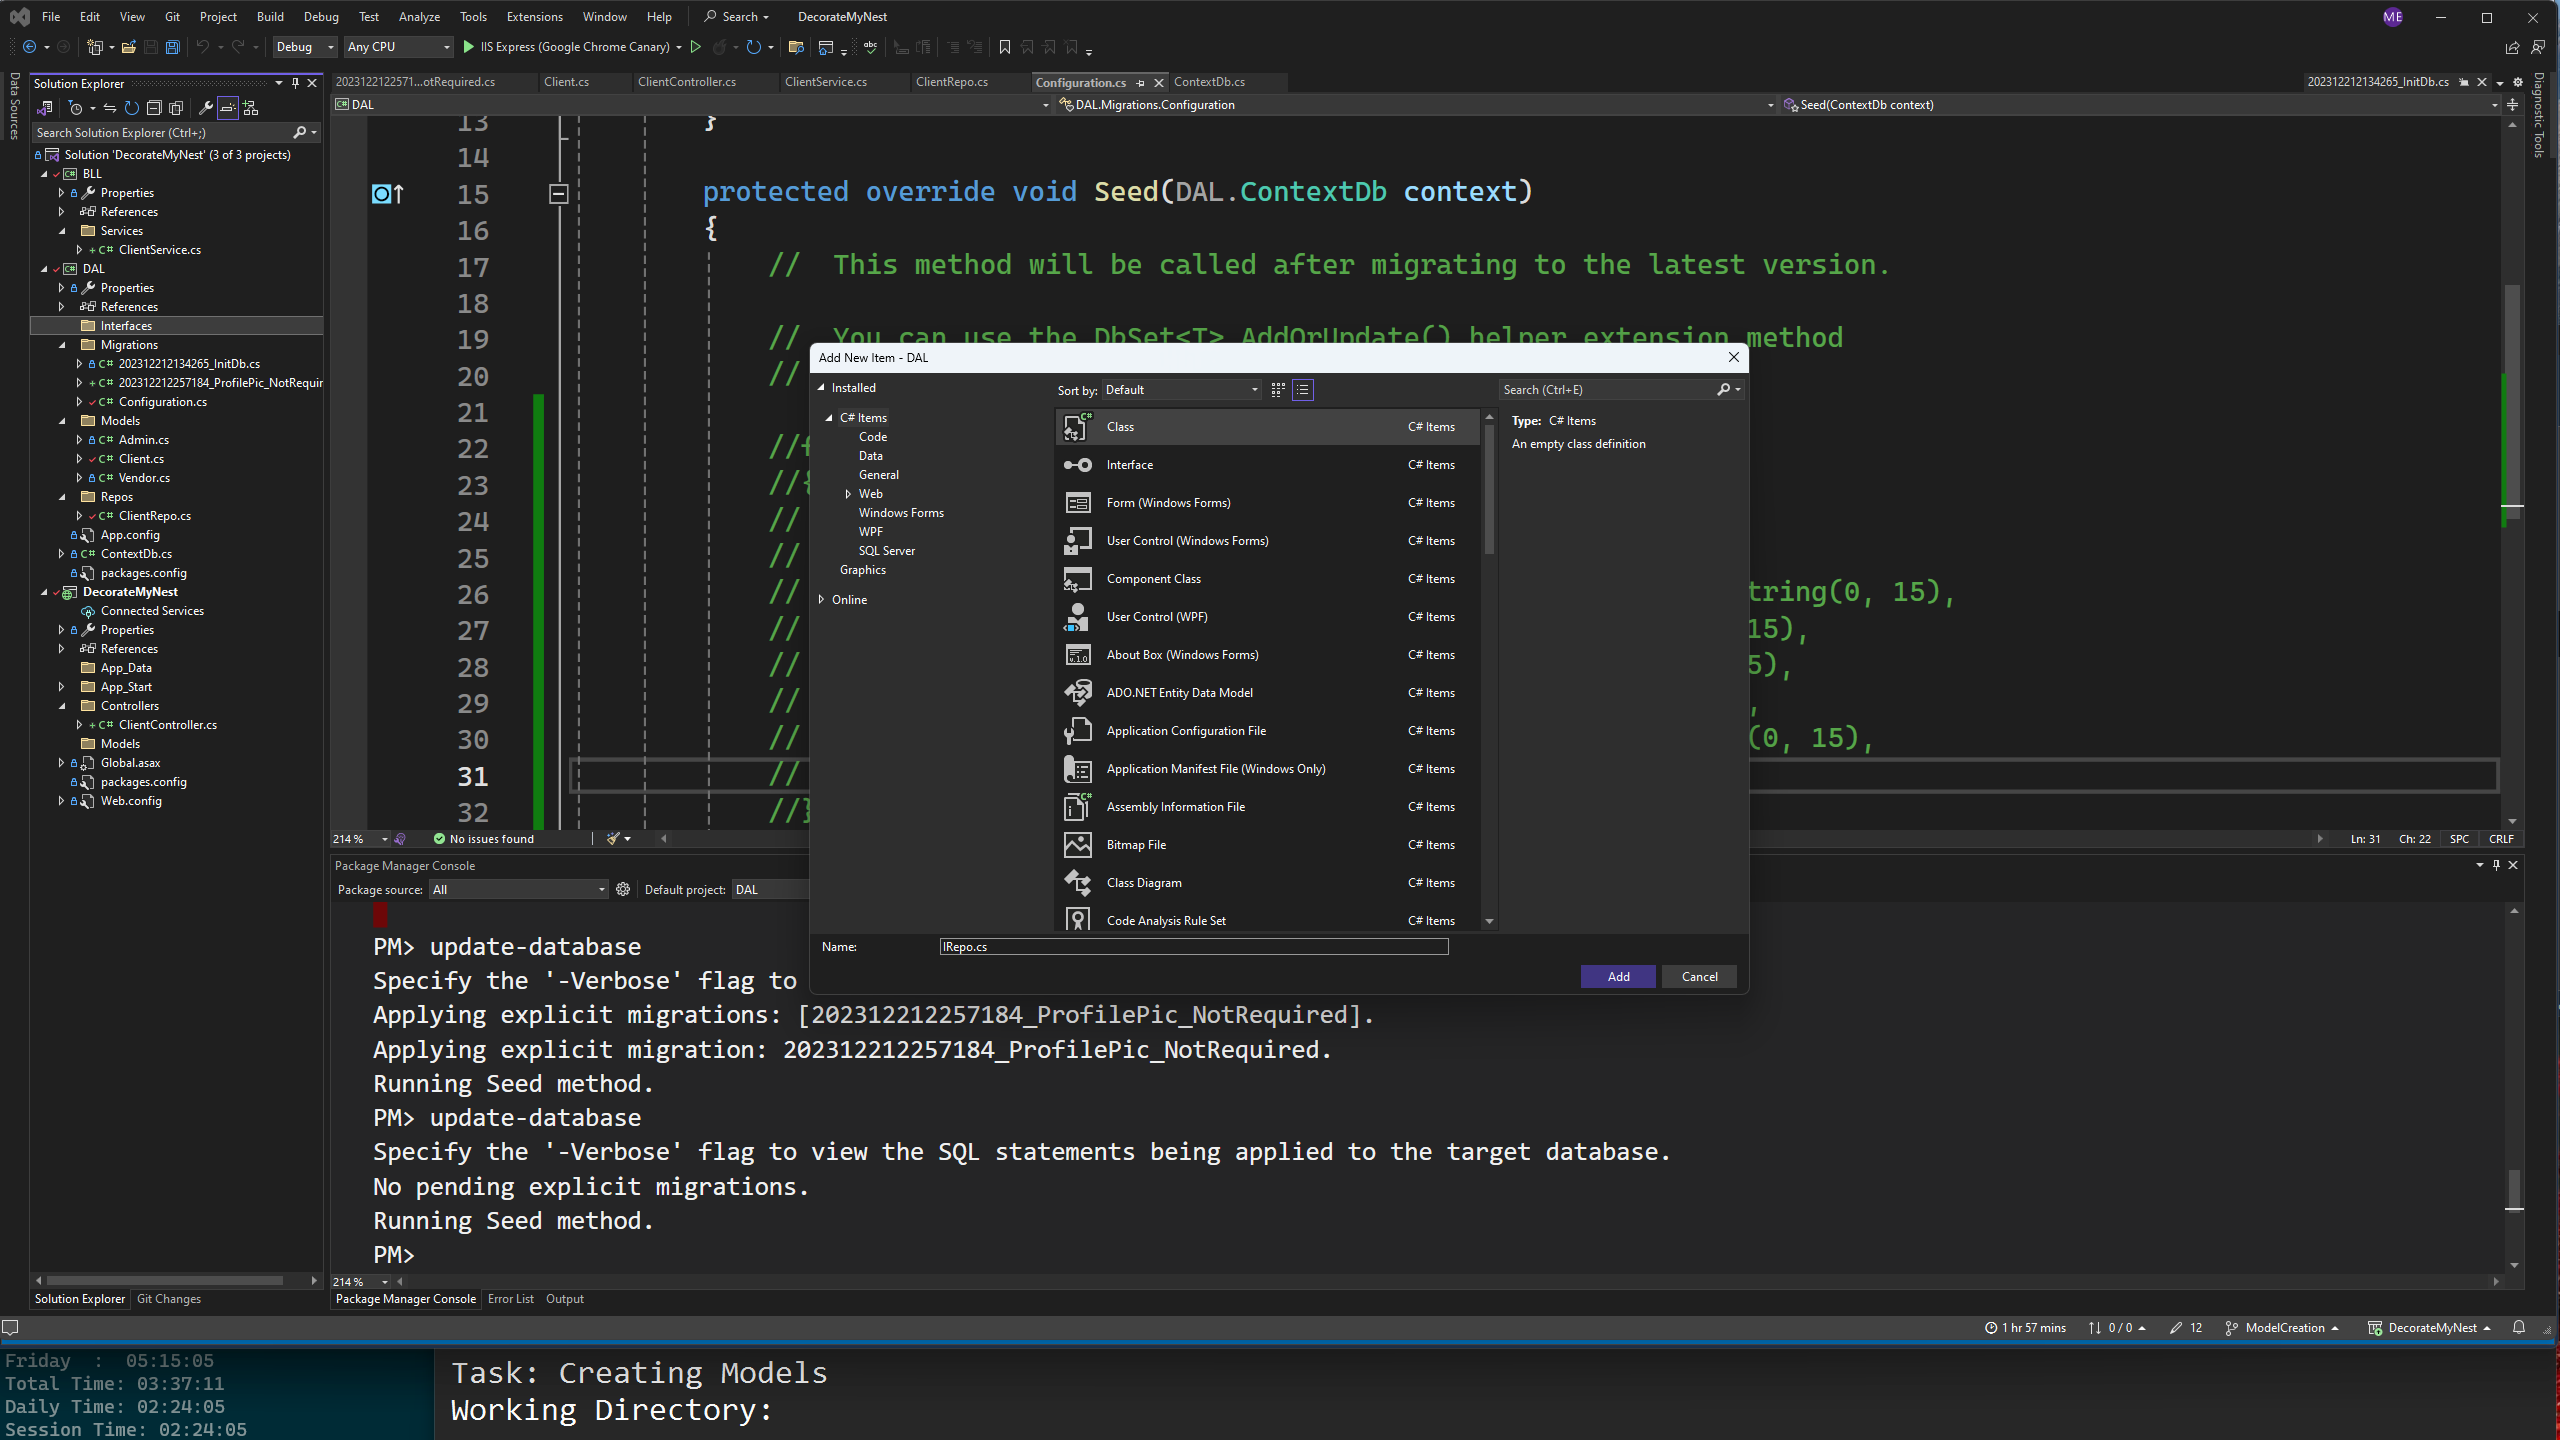 File Edit View Git Project Build Debug Test Analyze Tools Extensions Window Help Search DecorateMyNest ME
Debug Any CPU IIS Express (Google Chrome Canary)
Data Sources
Solution Explorer
Search Solution Explorer (Ctrl+;)
Solution 'DecorateMyNest' (3 of 3 projects)
BLL
Properties
References
Services
ClientService.cs
DAL
Properties
References
Interfaces
Migrations
202312212134265_InitDb.cs
202312212257184_ProfilePic_NotRequir
Configuration.cs
Models
Admin.cs
Client.cs
Vendor.cs
Repos
ClientRepo.cs
App.config
ContextDb.cs
packages.config
DecorateMyNest
Connected Services
Properties
References
App_Data
App_Start
Controllers
ClientController.cs
Models
Global.asax
packages.config
Web.config
Solution Explorer Git Changes
2023122122571...otRequired.cs Client.cs ClientController.cs ClientService.cs ClientRepo.cs Configuration.cs ContextDb.cs 202312212134265_InitDb.cs
DAL DAL.Migrations.Configuration Seed(ContextDb context)
Diagnostic Tools
13 }
14
15 protected override void Seed(DAL.ContextDb context)
16 {
17 //  This method will be called after migrating to the latest version.
18
19 //  You can use the DbSet<T>.AddOrUpdate() helper extension method
20 //
21
22 //f
23 //{
24 //
25 //
26 // tring(0, 15),
27 // 15),
28 // 5),
29 // ,
30 // (0, 15),
31 //
32 //}
214 % No issues found Ln: 31 Ch: 22 SPC CRLF
Add New Item - DAL
Installed
C# Items
Code
Data
General
Web
Windows Forms
WPF
SQL Server
Graphics
Online
Sort by: Default
Search (Ctrl+E)
Class C# Items
Interface C# Items
Form (Windows Forms) C# Items
User Control (Windows Forms) C# Items
Component Class C# Items
User Control (WPF) C# Items
About Box (Windows Forms) C# Items
ADO.NET Entity Data Model C# Items
Application Configuration File C# Items
Application Manifest File (Windows Only) C# Items
Assembly Information File C# Items
Bitmap File C# Items
Class Diagram C# Items
Code Analysis Rule Set C# Items
Type: C# Items
An empty class definition
Name: IRepo.cs
Add Cancel
Package Manager Console
Package source: All Default project: DAL
PM> update-database
Specify the '-Verbose' flag to
Applying explicit migrations: [202312212257184_ProfilePic_NotRequired].
Applying explicit migration: 202312212257184_ProfilePic_NotRequired.
Running Seed method.
PM> update-database
Specify the '-Verbose' flag to view the SQL statements being applied to the target database.
No pending explicit migrations.
Running Seed method.
PM>
214 %
Package Manager Console Error List Output
1 hr 57 mins 0 / 0 12 ModelCreation DecorateMyNest
Friday  :  05:15:05
Total Time: 03:37:11
Daily Time: 02:24:05
Session Time: 02:24:05
Task: Creating Models
Working Directory: